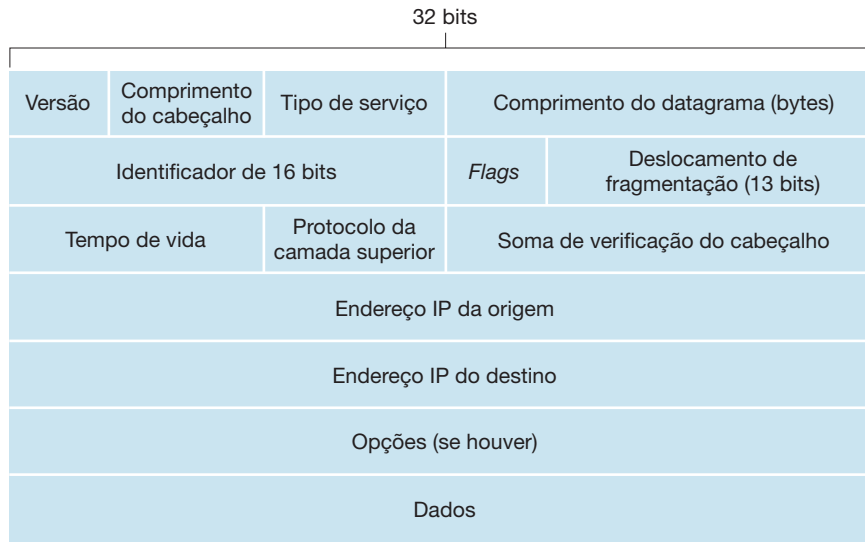 32 bits
Versão
Comprimento
do cabeçalho
Tipo de serviço
Comprimento do datagrama (bytes)
Identificador de 16 bits
Flags
Deslocamento de
fragmentação (13 bits)
Tempo de vida
Protocolo da
camada superior
Soma de verificação do cabeçalho
Endereço IP da origem
Endereço IP do destino
Opções (se houver)
Dados